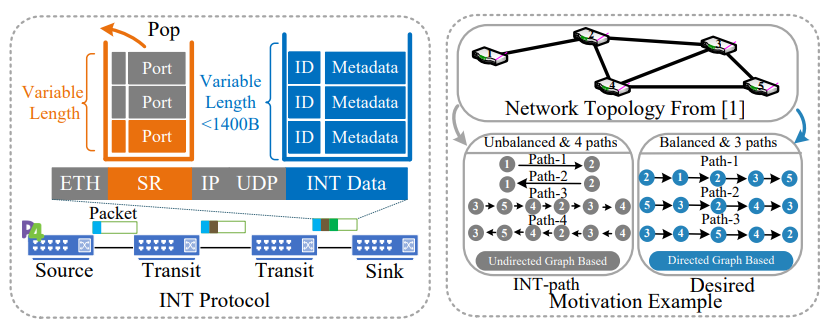 Pop
Variable
Length
Port
Port
Port
Variable
Length
<1400B
ID Metadata
ID Metadata
ID Metadata
ETH SR IP UDP INT Data
P4
Packet
Source Transit Transit Sink
INT Protocol
1 2 3 4 5
Network Topology From [1]
Unbalanced & 4 paths
Path-1
1 2
Path-2
1 2
Path-3
3 5 4 2 3 4
Path-4
3 5 4 2 3 4
Undirected Graph Based
INT-path
Balanced & 3 paths
Path-1
2 1 2 3 5
Path-2
5 3 2 4 3
Path-3
3 4 5 4 2
Directed Graph Based
Desired
Motivation Example